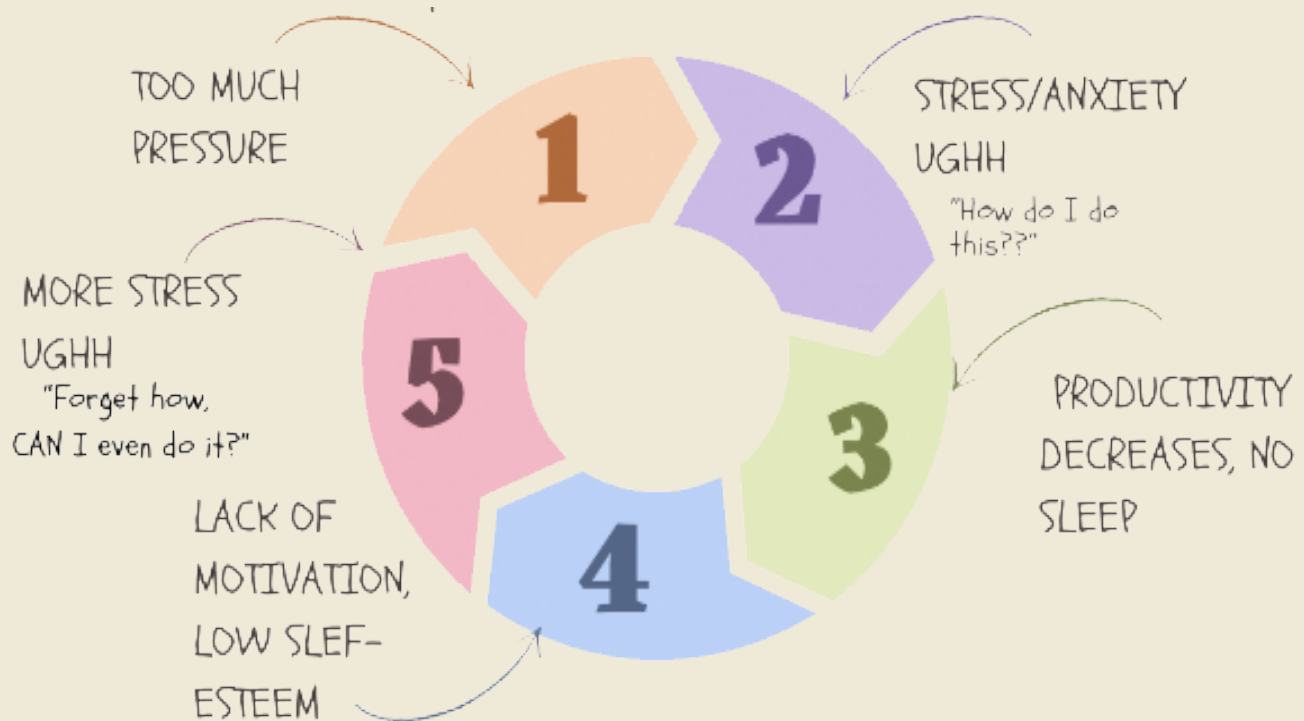 TOO MUCH
PRESSURE
1
2
STRESS/ANXIETY
UGHH
"How do I do
this??"
3
PRODUCTIVITY
DECREASES, NO
SLEEP
4
LACK OF
MOTIVATION,
LOW SLEF-
ESTEEM
5
MORE STRESS
UGHH
"Forget how,
CAN I even do it?"